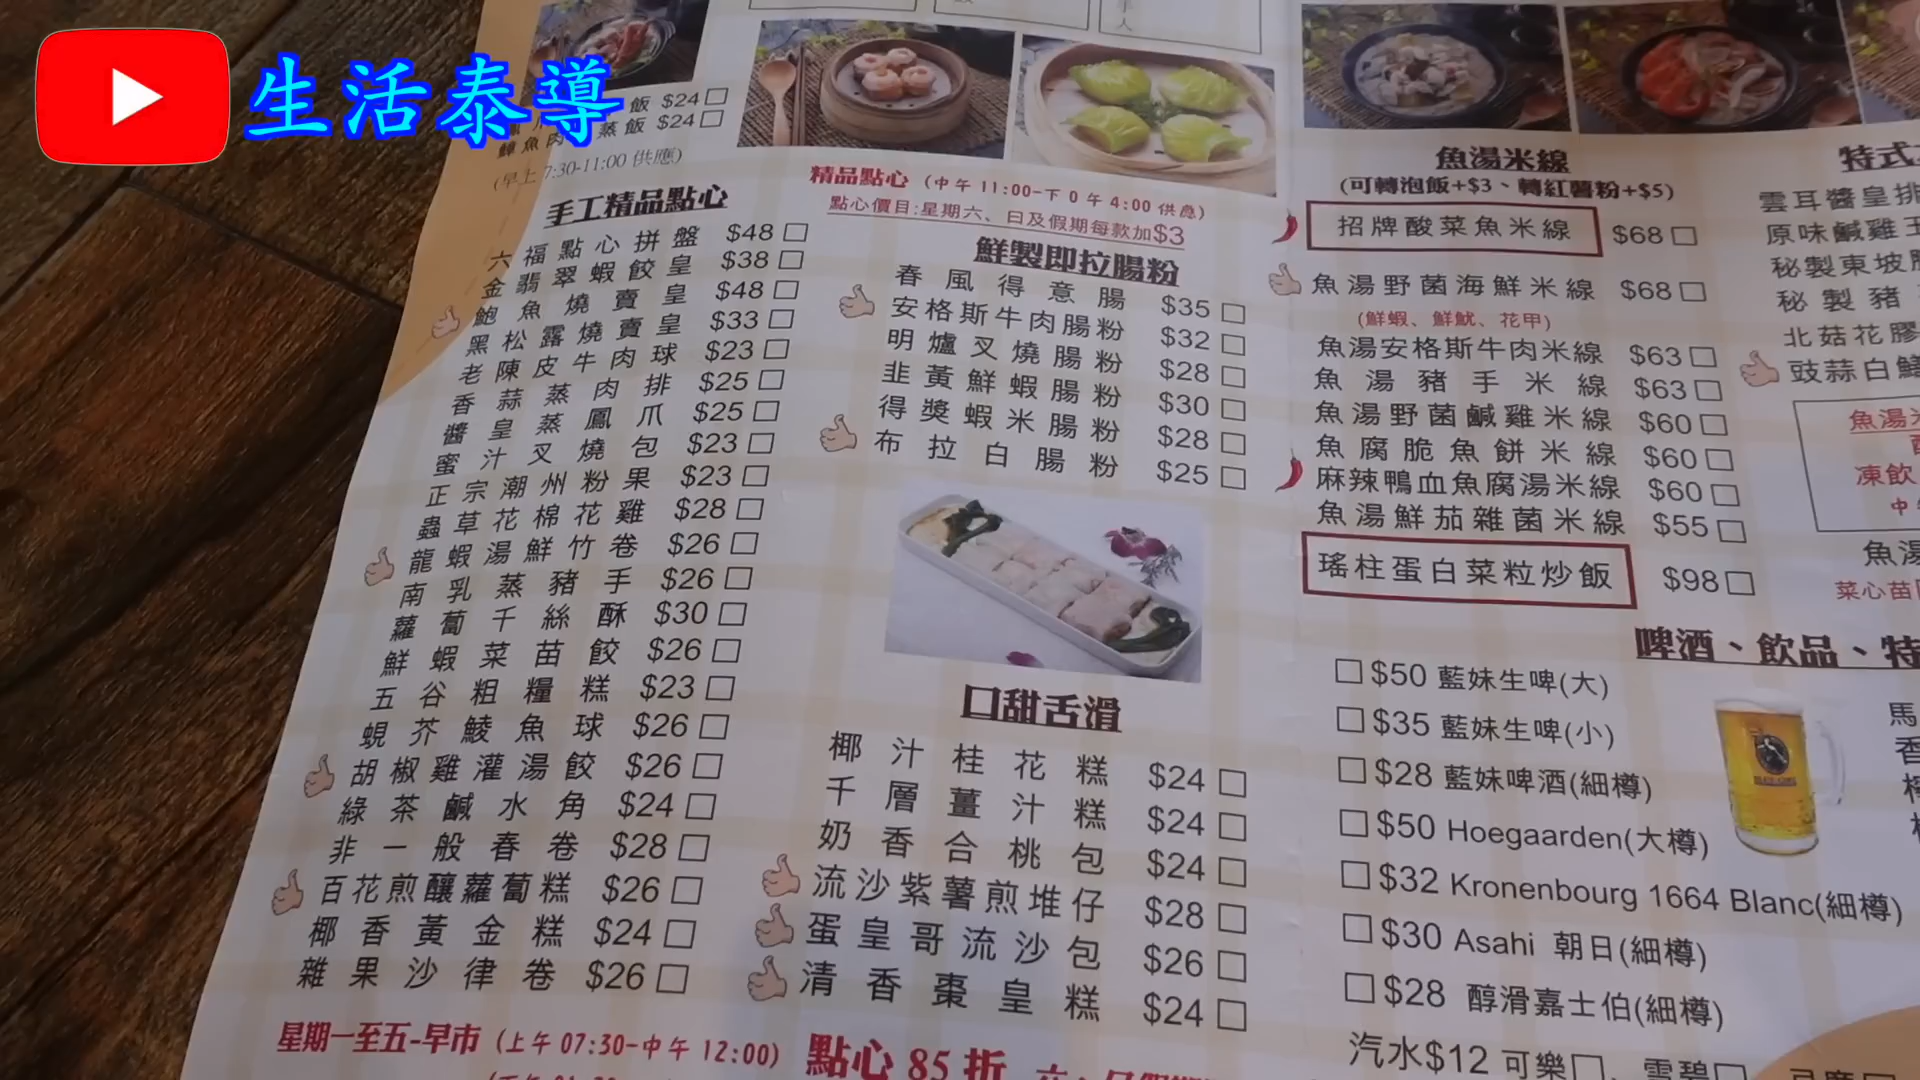 生活泰導
飯 $24
魚肉 蒸飯 $24
(早上 7:30-11:00 供應)
手工精品點心
六福點心拼盤 $48
金翡翠蝦餃皇 $38
鮑魚燒賣皇 $48
黑松露燒賣皇 $33
老陳皮牛肉球 $23
香蒜蒸肉排 $25
醬皇蒸鳳爪 $25
蜜汁叉燒包 $23
正宗潮州粉果 $23
蟲草花棉花雞 $28
龍蝦湯鮮竹卷 $26
南乳蒸豬手 $26
蘿蔔千絲酥 $30
鮮蝦菜苗餃 $26
五谷粗糧糕 $23
蜆芥鯪魚球 $26
胡椒雞灌湯餃 $26
綠茶鹹水角 $24
非一般春卷 $28
百花煎釀蘿蔔糕 $26
椰香黃金糕 $24
雜果沙律卷 $26
星期一至五-早市 (上午 07:30-中午 12:00)
精品點心 (中午 11:00-下 0 午 4:00 供應)
點心價目:星期六、日及假期每款加$3
鮮製即拉腸粉
春風得意腸 $35
安格斯牛肉腸粉 $32
明爐叉燒腸粉 $28
韭黃鮮蝦腸粉 $30
得獎蝦米腸粉 $28
布拉白腸粉 $25
口甜舌滑
椰汁桂花糕 $24
千層薑汁糕 $24
奶香合桃包 $24
流沙紫薯煎堆仔 $28
蛋皇哥流沙包 $26
清香棗皇糕 $24
點心 85 折
魚湯米線
(可轉泡飯+$3、轉紅薯粉+$5)
招牌酸菜魚米線 $68
魚湯野菌海鮮米線 $68
(鮮蝦、鮮魷、花甲)
魚湯安格斯牛肉米線 $63
魚湯豬手米線 $63
魚湯野菌鹹雞米線 $60
魚腐脆魚餅米線 $60
麻辣鴨血魚腐湯米線 $60
魚湯鮮茄雜菌米線 $55
瑤柱蛋白菜粒炒飯 $98
啤酒、飲品、特
$50 藍妹生啤(大)
$35 藍妹生啤(小)
$28 藍妹啤酒(細樽)
$50 Hoegaarden(大樽)
$32 Kronenbourg 1664 Blanc(細樽)
$30 Asahi 朝日(細樽)
$28 醇滑嘉士伯(細樽)
汽水$12 可樂、雪碧
特式
雲耳醬皇排
原味鹹雞
秘製東坡
秘製豬
北菇花膠
豉蒜白鱔
魚湯
凍飲
中
魚湯
菜心苗